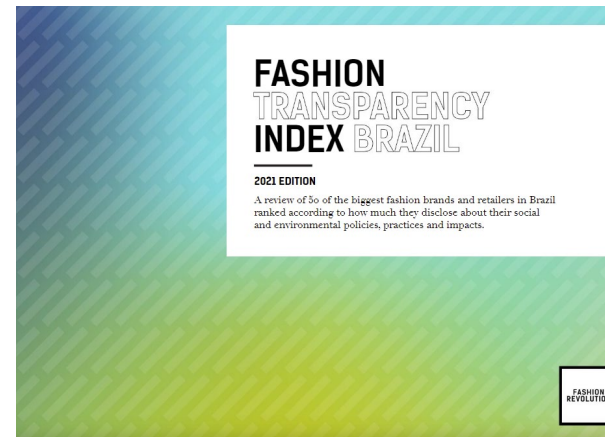 FASHION
TRANSPARENCY
INDEX BRAZIL
2021 EDITION
A review of 50 of the biggest fashion brands and retailers in Brazil
ranked according to how much they disclose about their social
and environmental policies, practices and impacts.
FASHION
REVOLUTIO